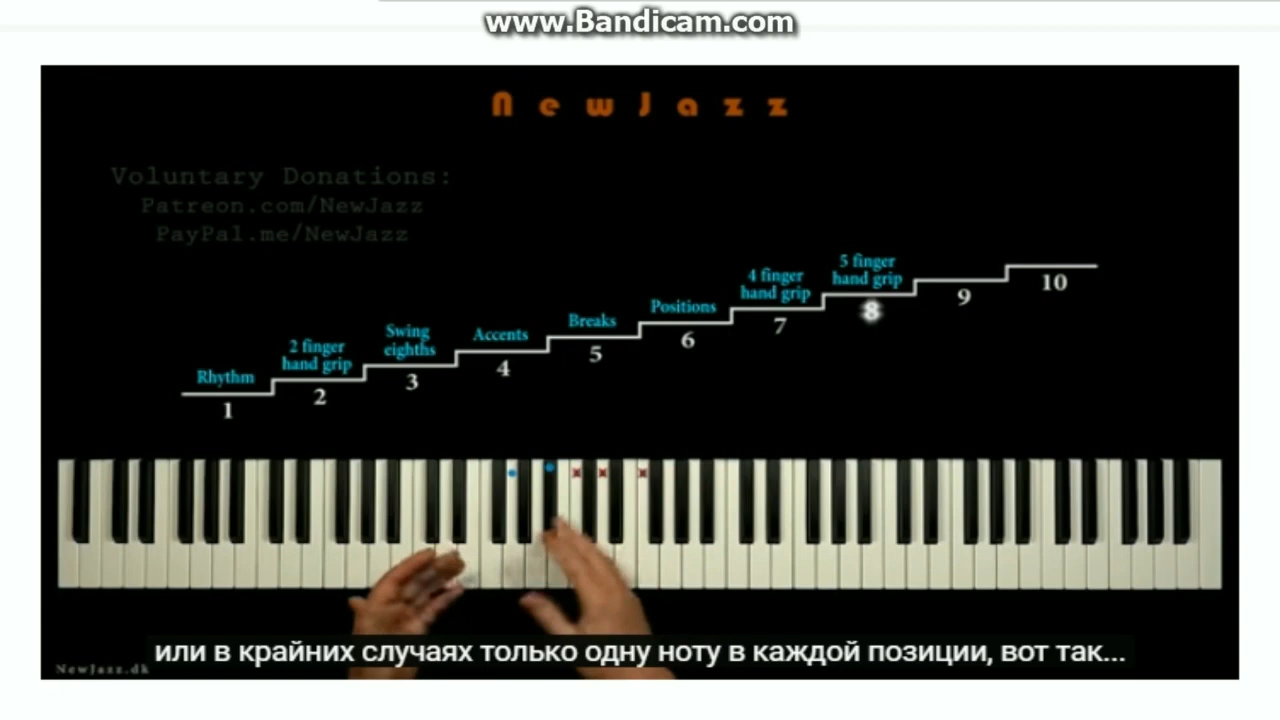 www.Bandicam.com
NewJazz
Voluntary Donations:
Patreon.com/NewJazz
PayPal.me/NewJazz
Rhythm
1
2 finger
hand grip
2
Swing
eighths
3
Accents
4
Breaks
5
Positions
6
4 finger
hand grip
7
5 finger
hand grip
8
9
10
или в крайних случаях только одну ноту в каждой позиции, вот так...
NewJazz.dk